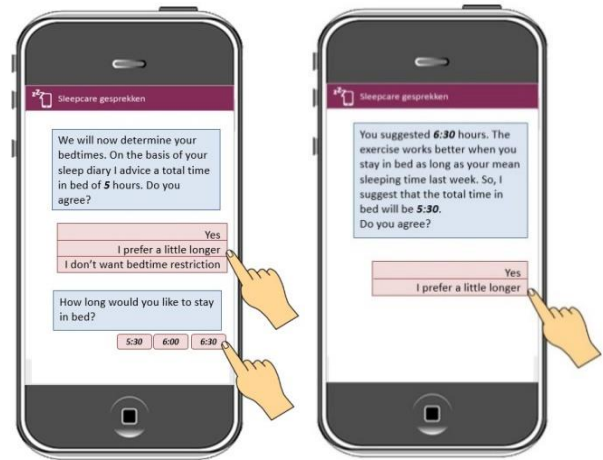 zZz Sleepcare gesprekken
We will now determine your
bedtimes. On the basis of your
sleep diary I advice a total time
in bed of 5 hours. Do you
agree?
Yes
I prefer a little longer
I don't want bedtime restriction
How long would you like to stay
in bed?
5:30 6:00 6:30
zZz Sleepcare gesprekken
You suggested 6:30 hours. The
exercise works better when you
stay in bed as long as your mean
sleeping time last week. So, I
suggest that the total time in
bed will be 5:30.
Do you agree?
Yes
I prefer a little longer